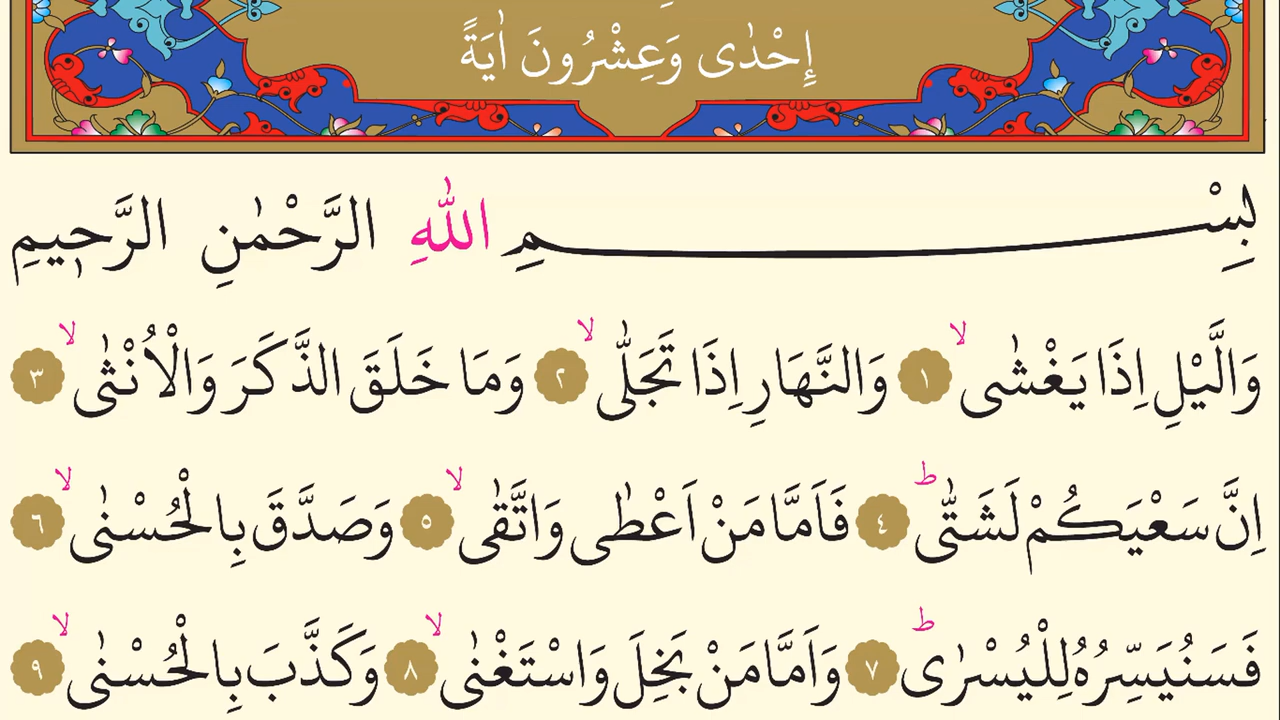 إِحْدٰى وَعِشْرُونَ اٰيَةً
بِسْمِ اللّٰهِ الرَّحْمٰنِ الرَّحٖيمِ
وَالَّيْلِ اِذَا يَغْشٰىۙ ١ وَالنَّهَارِ اِذَا تَجَلّٰىۙ ٢ وَمَا خَلَقَ الذَّكَرَ وَالْاُنْثٰىۙ ٣
اِنَّ سَعْيَكُمْ لَشَتّٰىۜ ٤ فَاَمَّا مَنْ اَعْطٰى وَاتَّقٰىۙ ٥ وَصَدَّقَ بِالْحُسْنٰىۙ ٦
فَسَنُيَسِّرُهُ لِلْيُسْرٰىۜ ٧ وَاَمَّا مَنْ بَخِلَ وَاسْتَغْنٰىۙ ٨ وَكَذَّبَ بِالْحُسْنٰىۙ ٩